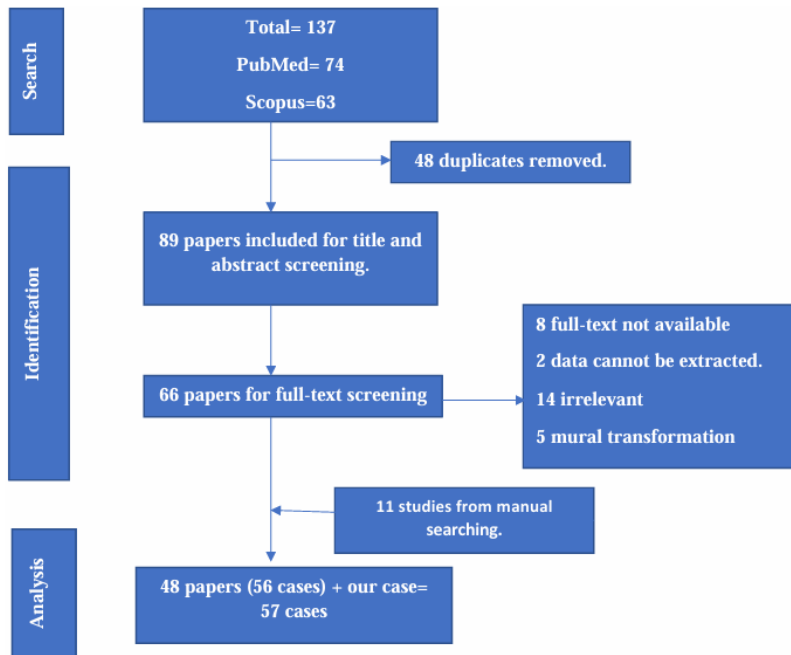 Search
Total= 137
PubMed= 74
Scopus=63
48 duplicates removed.
Identification
89 papers included for title and
abstract screening.
8 full-text not available
2 data cannot be extracted.
14 irrelevant
5 mural transformation
66 papers for full-text screening
11 studies from manual
searching.
Analysis
48 papers (56 cases) + our case=
57 cases